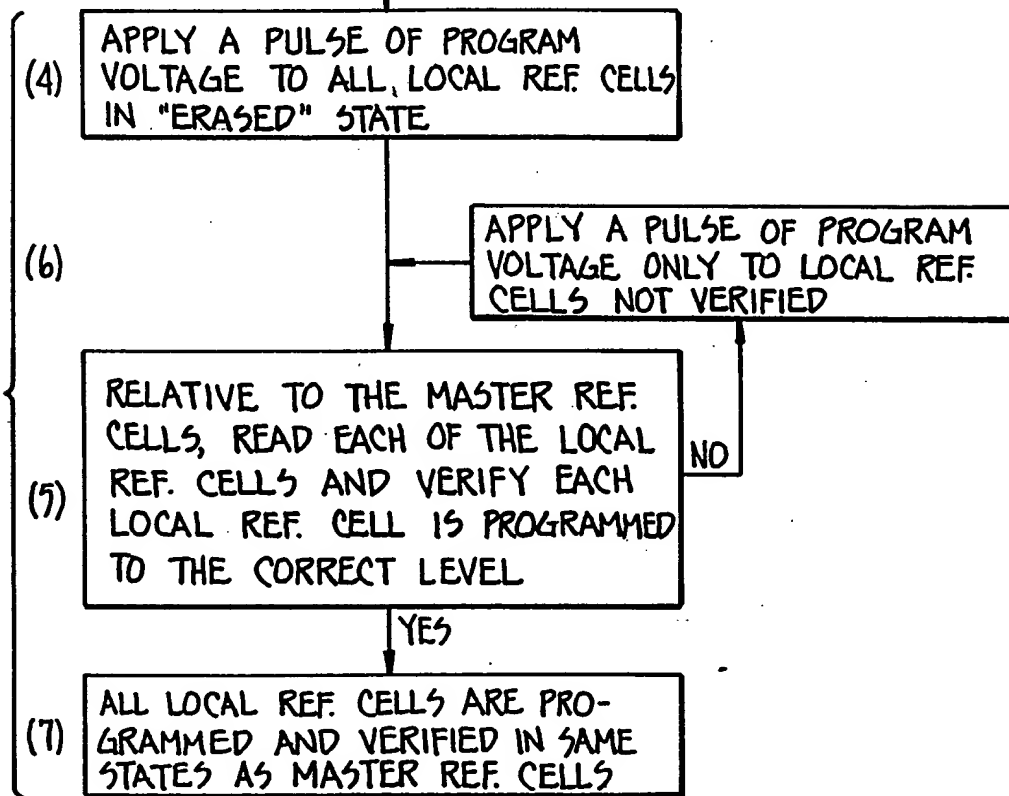 (4)
APPLY A PULSE OF PROGRAM
VOLTAGE TO ALL, LOCAL REF. CELLS
IN "ERASED" STATE
(6)
APPLY A PULSE OF PROGRAM
VOLTAGE ONLY TO LOCAL REF.
CELLS NOT VERIFIED
(5)
RELATIVE TO THE MASTER REF.
CELLS, READ EACH OF THE LOCAL
REF. CELLS AND VERIFY EACH
LOCAL REF. CELL IS PROGRAMMED
TO THE CORRECT LEVEL
NO
YES
(7)
ALL LOCAL REF. CELLS ARE PRO-
GRAMMED AND VERIFIED IN SAME
STATES AS MASTER REF. CELLS